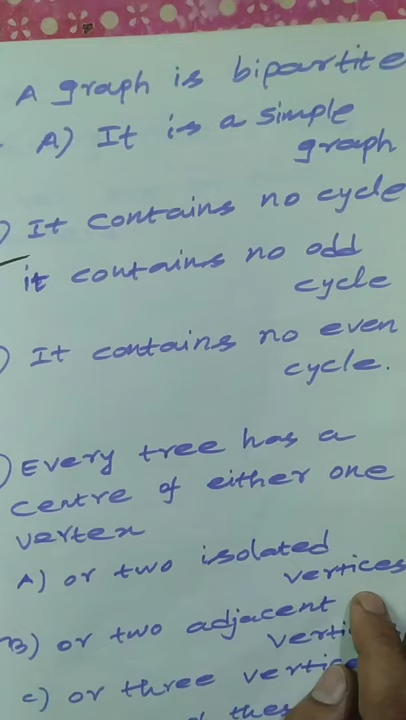 A graph is bipartite
A) It is a simple
graph
) It contains no cycle
it contains no odd
cycle
) It contains no even
cycle.
) Every tree has a
centre of either one
vertex
A) or two isolated
vertices
B) or two adjacent
c) or three